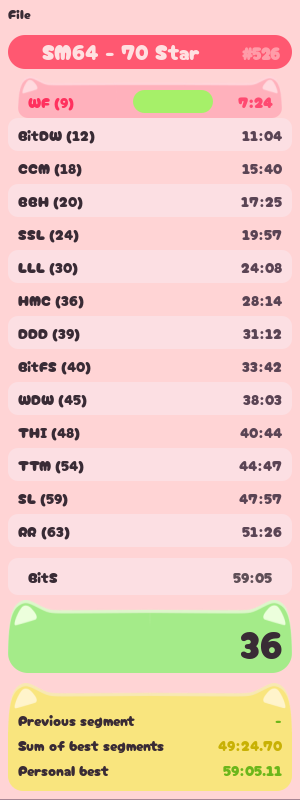 File
SM64 - 70 Star #526
WF (9) 7:24
BitDW (12) 11:04
CCM (18) 15:40
BBH (20) 17:25
SSL (24) 19:57
LLL (30) 24:08
HMC (36) 28:14
DDD (39) 31:12
BitFS (40) 33:42
WDW (45) 38:03
THI (48) 40:44
TTM (54) 44:47
SL (59) 47:57
RR (63) 51:26
BitS 59:05
36
Previous segment -
Sum of best segments 49:24.70
Personal best 59:05.11